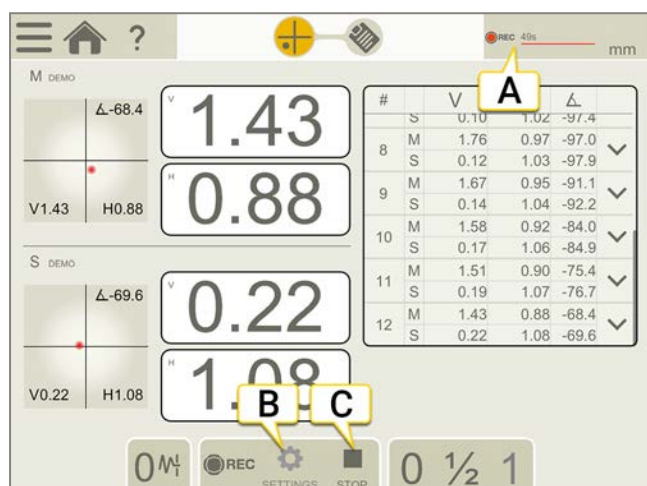 ?
REC 49s
mm
A
M DEMO
∡-68.4
V1.43 H0.88
V 1.43
H 0.88
S DEMO
∡-69.6
V0.22 H1.08
V 0.22
H 1.08
# V ∡
S 0.10 1.02 -97.4
8 M 1.76 0.97 -97.0
S 0.12 1.03 -97.9
9 M 1.67 0.95 -91.1
S 0.14 1.04 -92.2
10 M 1.58 0.92 -84.0
S 0.17 1.06 -84.9
11 M 1.51 0.90 -75.4
S 0.19 1.07 -76.7
12 M 1.43 0.88 -68.4
S 0.22 1.08 -69.6
B C
0 REC SETTINGS STOP 0 ½ 1